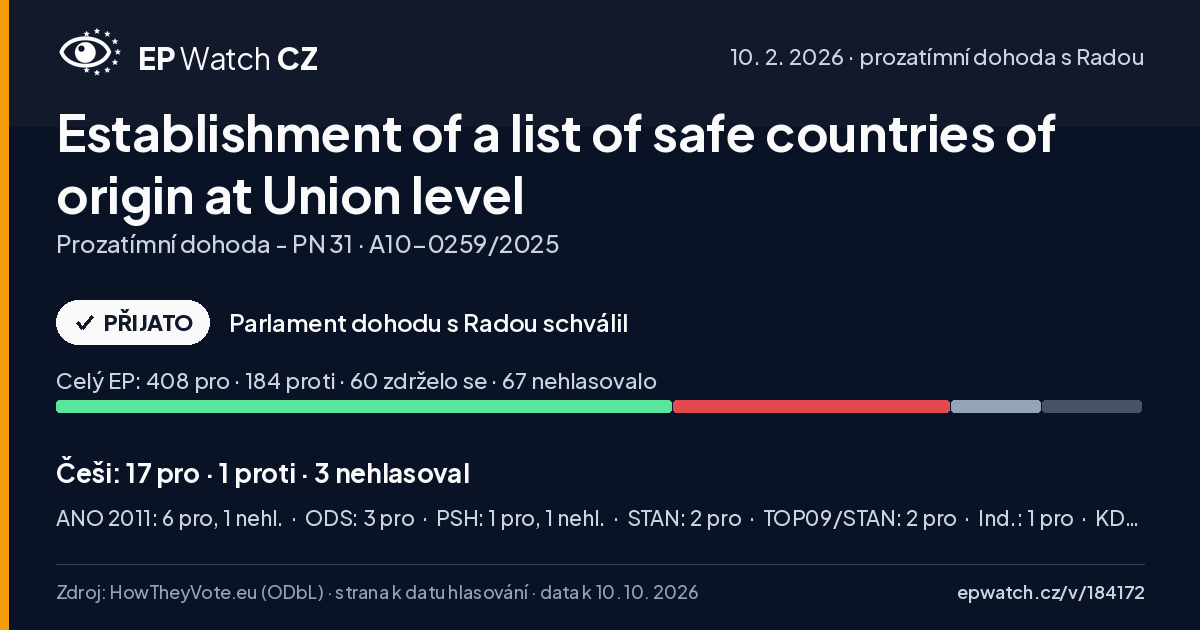 EP Watch CZ
10. 2. 2026 · prozatímní dohoda s Radou
Establishment of a list of safe countries of
origin at Union level
Prozatímní dohoda – PN 31 · A10–0259/2025
✓ PŘIJATO
Parlament dohodu s Radou schválil
Celý EP: 408 pro · 184 proti · 60 zdrželo se · 67 nehlasovalo
Češi: 17 pro · 1 proti · 3 nehlasoval
ANO 2011: 6 pro, 1 nehl. · ODS: 3 pro · PSH: 1 pro, 1 nehl. · STAN: 2 pro · TOP09/STAN: 2 pro · Ind.: 1 pro · KD…
Zdroj: HowTheyVote.eu (ODbL) · strana k datu hlasování · data k 10. 10. 2026
epwatch.cz/v/184172